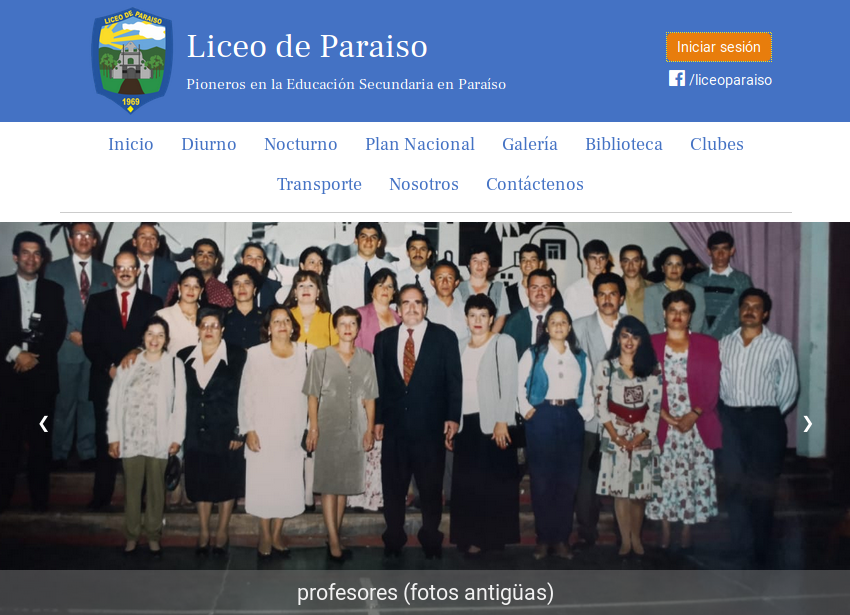 LICEO DE PARAISO
1969
Liceo de Paraiso
Pioneros en la Educación Secundaria en Paraíso
Iniciar sesión
/liceoparaiso
Inicio Diurno Nocturno Plan Nacional Galería Biblioteca Clubes
Transporte Nosotros Contáctenos
❮ ❯
profesores (fotos antigüas)